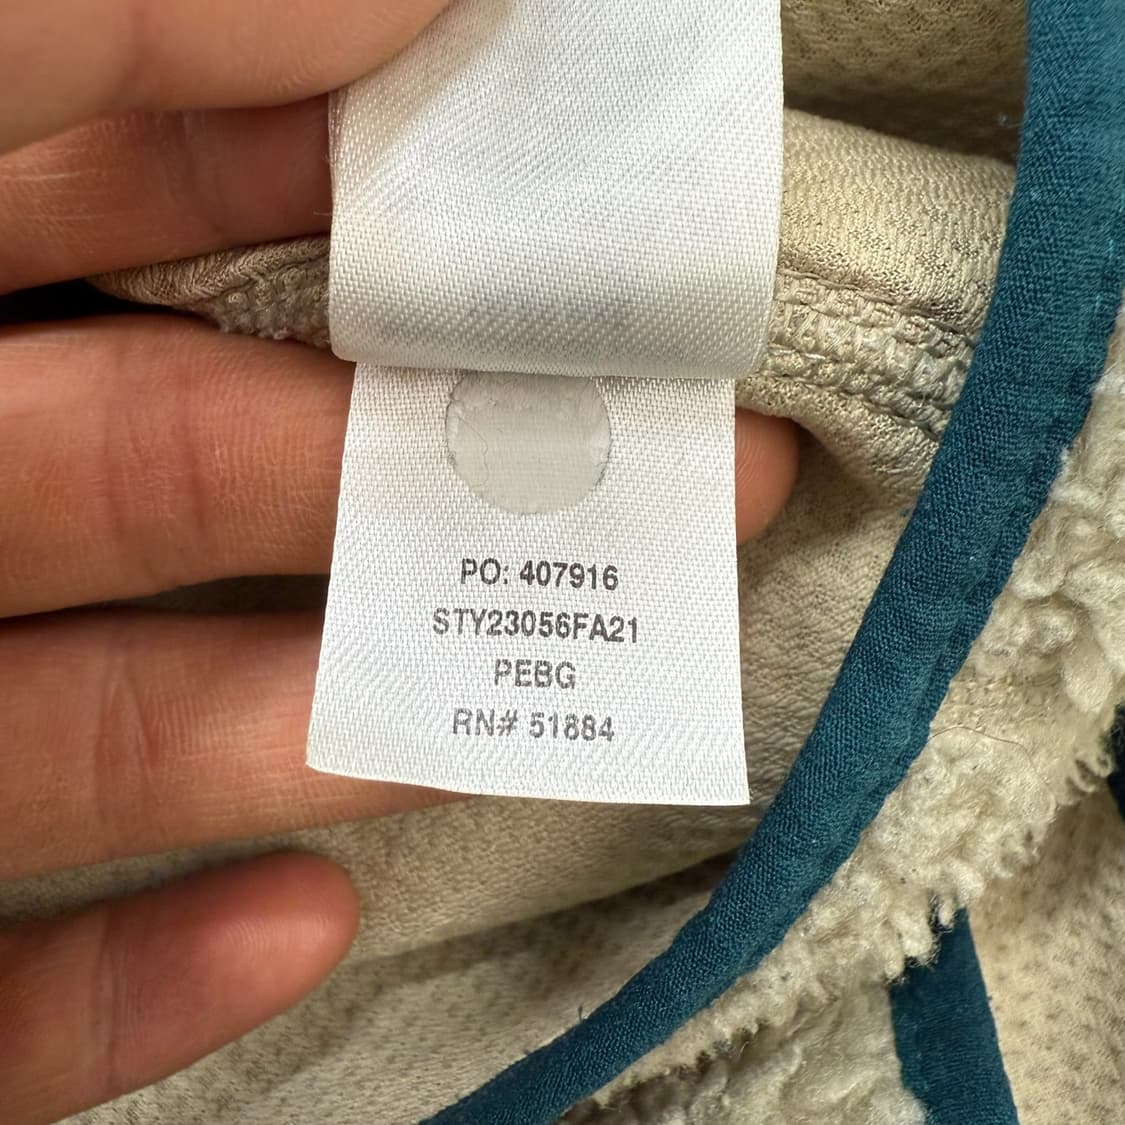 PO: 407916
STY23056FA21
PEBG
RN# 51884